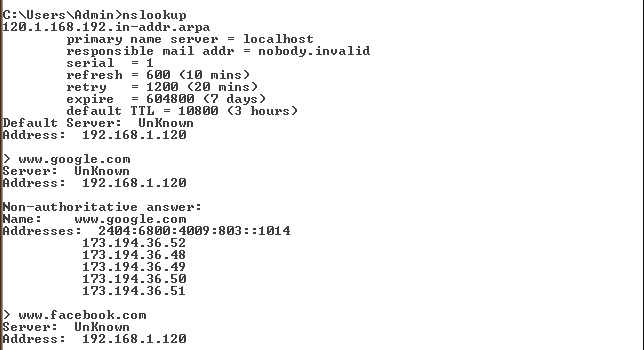 C:\Users\Admin>nslookup
120.1.168.192.in-addr.arpa
        primary name server = localhost
        responsible mail addr = nobody.invalid
        serial  = 1
        refresh = 600 (10 mins)
        retry   = 1200 (20 mins)
        expire  = 604800 (7 days)
        default TTL = 10800 (3 hours)
Default Server:  UnKnown
Address:  192.168.1.120
> www.google.com
Server:  UnKnown
Address:  192.168.1.120
Non-authoritative answer:
Name:    www.google.com
Addresses:  2404:6800:4009:803::1014
          173.194.36.52
          173.194.36.48
          173.194.36.49
          173.194.36.50
          173.194.36.51
> www.facebook.com
Server:  UnKnown
Address:  192.168.1.120